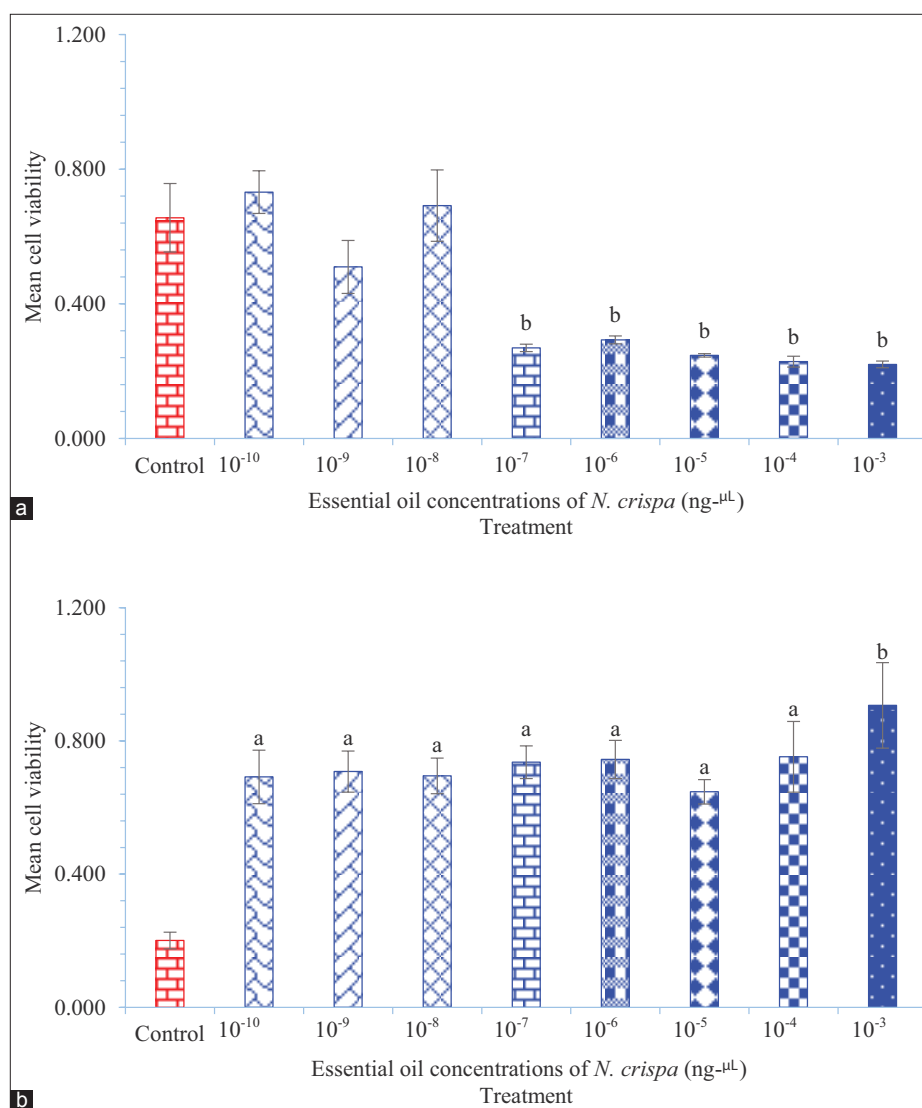 1.200
0.800
0.400
0.000
Mean cell viability
b b b b b
Control 10⁻¹⁰ 10⁻⁹ 10⁻⁸ 10⁻⁷ 10⁻⁶ 10⁻⁵ 10⁻⁴ 10⁻³
Essential oil concentrations of N. crispa (ng-µL)
Treatment
a
1.200
0.800
0.400
0.000
Mean cell viability
a a a a a a a b
Control 10⁻¹⁰ 10⁻⁹ 10⁻⁸ 10⁻⁷ 10⁻⁶ 10⁻⁵ 10⁻⁴ 10⁻³
Essential oil concentrations of N. crispa (ng-µL)
Treatment
b